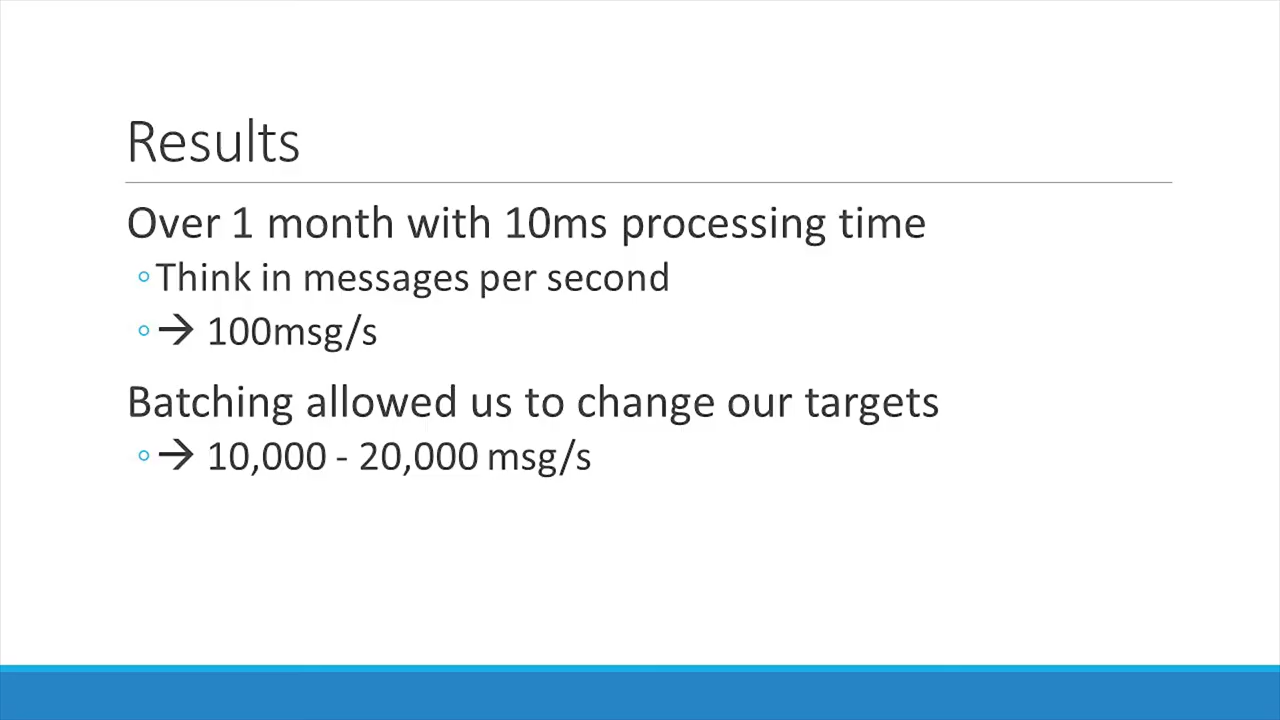 Results
Over 1 month with 10ms processing time
◦Think in messages per second
◦→ 100msg/s
Batching allowed us to change our targets
◦→ 10,000 - 20,000 msg/s